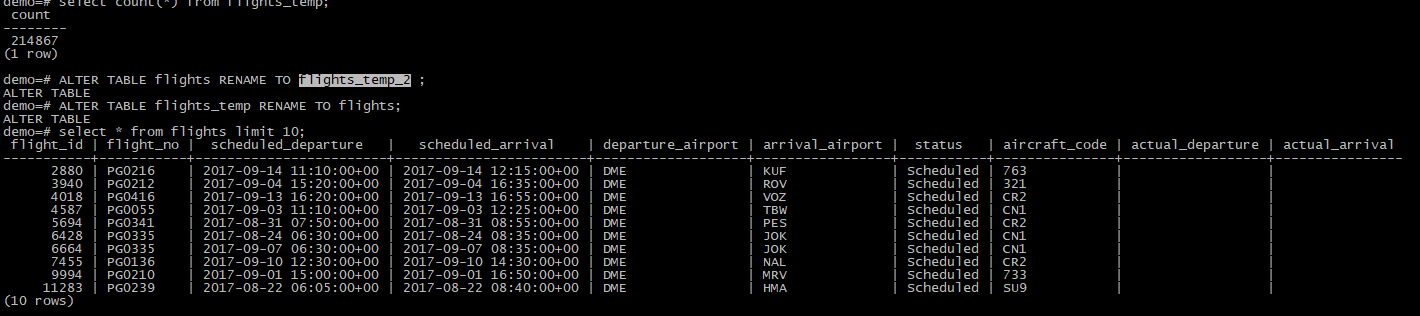 demo=# select count(*) from flights_temp;
 count
--------
 214867
(1 row)
demo=# ALTER TABLE flights RENAME TO flights_temp_2 ;
ALTER TABLE
demo=# ALTER TABLE flights_temp RENAME TO flights;
ALTER TABLE
demo=# select * from flights limit 10;
 flight_id | flight_no |   scheduled_departure   |    scheduled_arrival    | departure_airport | arrival_airport |  status   | aircraft_code | actual_departure | actual_arrival
-----------+-----------+------------------------+------------------------+-------------------+-----------------+-----------+---------------+------------------+----------------
      2880 | PG0216 | 2017-09-14 11:10:00+00 | 2017-09-14 12:15:00+00 | DME | KUF | Scheduled | 763 | |
      3940 | PG0212 | 2017-09-04 15:20:00+00 | 2017-09-04 16:35:00+00 | DME | ROV | Scheduled | 321 | |
      4018 | PG0416 | 2017-09-13 16:20:00+00 | 2017-09-13 16:55:00+00 | DME | VOZ | Scheduled | CR2 | |
      4587 | PG0055 | 2017-09-03 11:10:00+00 | 2017-09-03 12:25:00+00 | DME | TBW | Scheduled | CN1 | |
      5694 | PG0341 | 2017-08-31 07:50:00+00 | 2017-08-31 08:55:00+00 | DME | PES | Scheduled | CR2 | |
      6428 | PG0335 | 2017-08-24 06:30:00+00 | 2017-08-24 08:35:00+00 | DME | JOK | Scheduled | CN1 | |
      6664 | PG0335 | 2017-09-07 06:30:00+00 | 2017-09-07 08:35:00+00 | DME | JOK | Scheduled | CN1 | |
      7455 | PG0136 | 2017-09-10 12:30:00+00 | 2017-09-10 14:30:00+00 | DME | NAL | Scheduled | CR2 | |
      9994 | PG0210 | 2017-09-01 15:00:00+00 | 2017-09-01 16:50:00+00 | DME | MRV | Scheduled | 733 | |
     11283 | PG0239 | 2017-08-22 06:05:00+00 | 2017-08-22 08:40:00+00 | DME | HMA | Scheduled | SU9 | |
(10 rows)